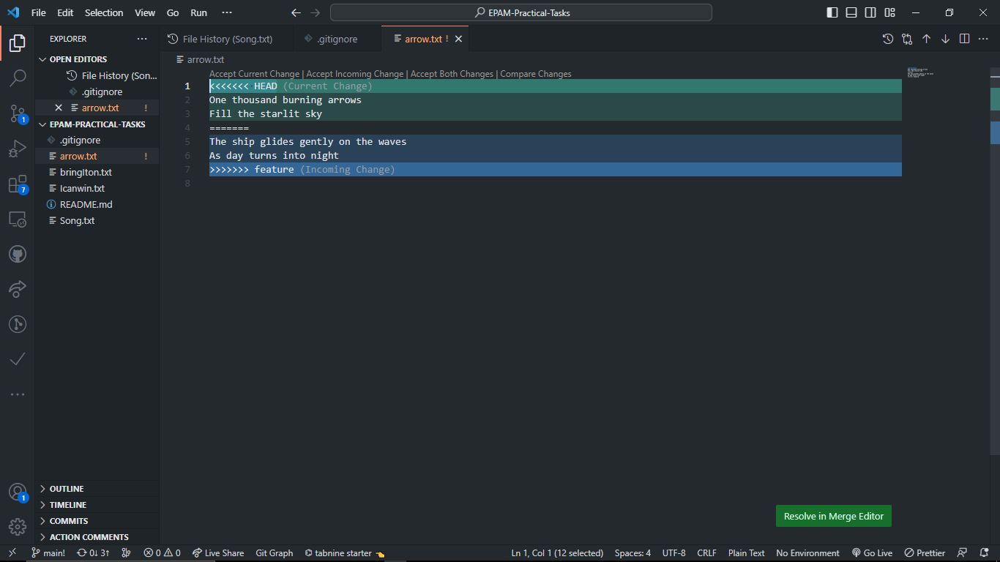 File Edit Selection View Go Run ···
EPAM-Practical-Tasks
EXPLORER ···
OPEN EDITORS
File History (Son...
.gitignore
arrow.txt !
EPAM-PRACTICAL-TASKS
.gitignore
arrow.txt !
bringIton.txt
Icanwin.txt
README.md
Song.txt
OUTLINE
TIMELINE
COMMITS
ACTION COMMENTS
1
7
1
File History (Song.txt) .gitignore arrow.txt !
arrow.txt
Accept Current Change | Accept Incoming Change | Accept Both Changes | Compare Changes
1 <<<<<<< HEAD (Current Change)
2 One thousand burning arrows
3 Fill the starlit sky
4 =======
5 The ship glides gently on the waves
6 As day turns into night
7 >>>>>>> feature (Incoming Change)
8
Resolve in Merge Editor
main! 0↓ 3↑ 0 0 Live Share Git Graph tabnine starter Ln 1, Col 1 (12 selected) Spaces: 4 UTF-8 CRLF Plain Text No Environment Go Live Prettier